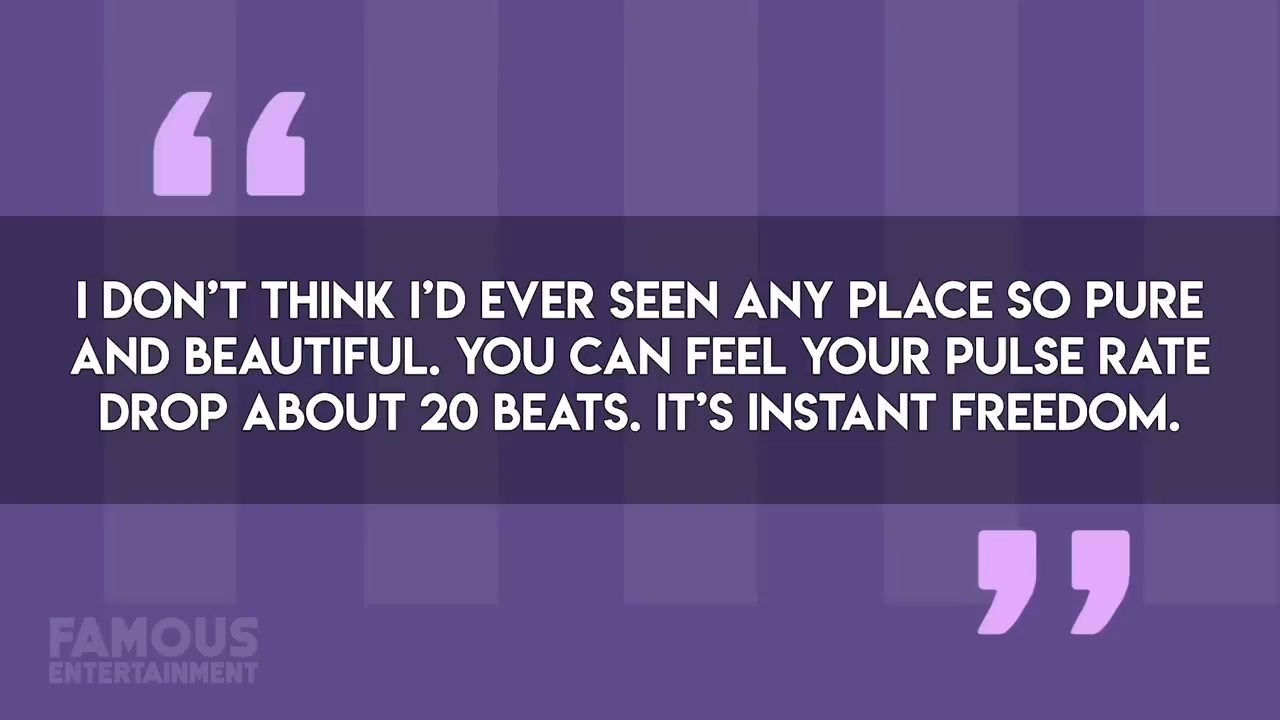 I DON’T THINK I’D EVER SEEN ANY PLACE SO PURE
AND BEAUTIFUL. YOU CAN FEEL YOUR PULSE RATE
DROP ABOUT 20 BEATS. IT’S INSTANT FREEDOM.
FAMOUS
ENTERTAINMENT